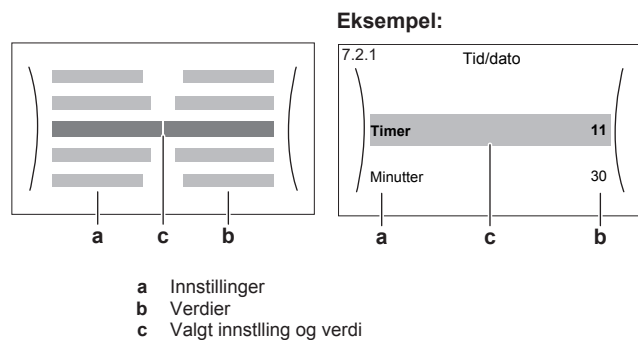 Eksempel:
7.2.1 Tid/dato
Timer 11
Minutter 30
a c b
a c b
a Innstillinger
b Verdier
c Valgt innstlling og verdi